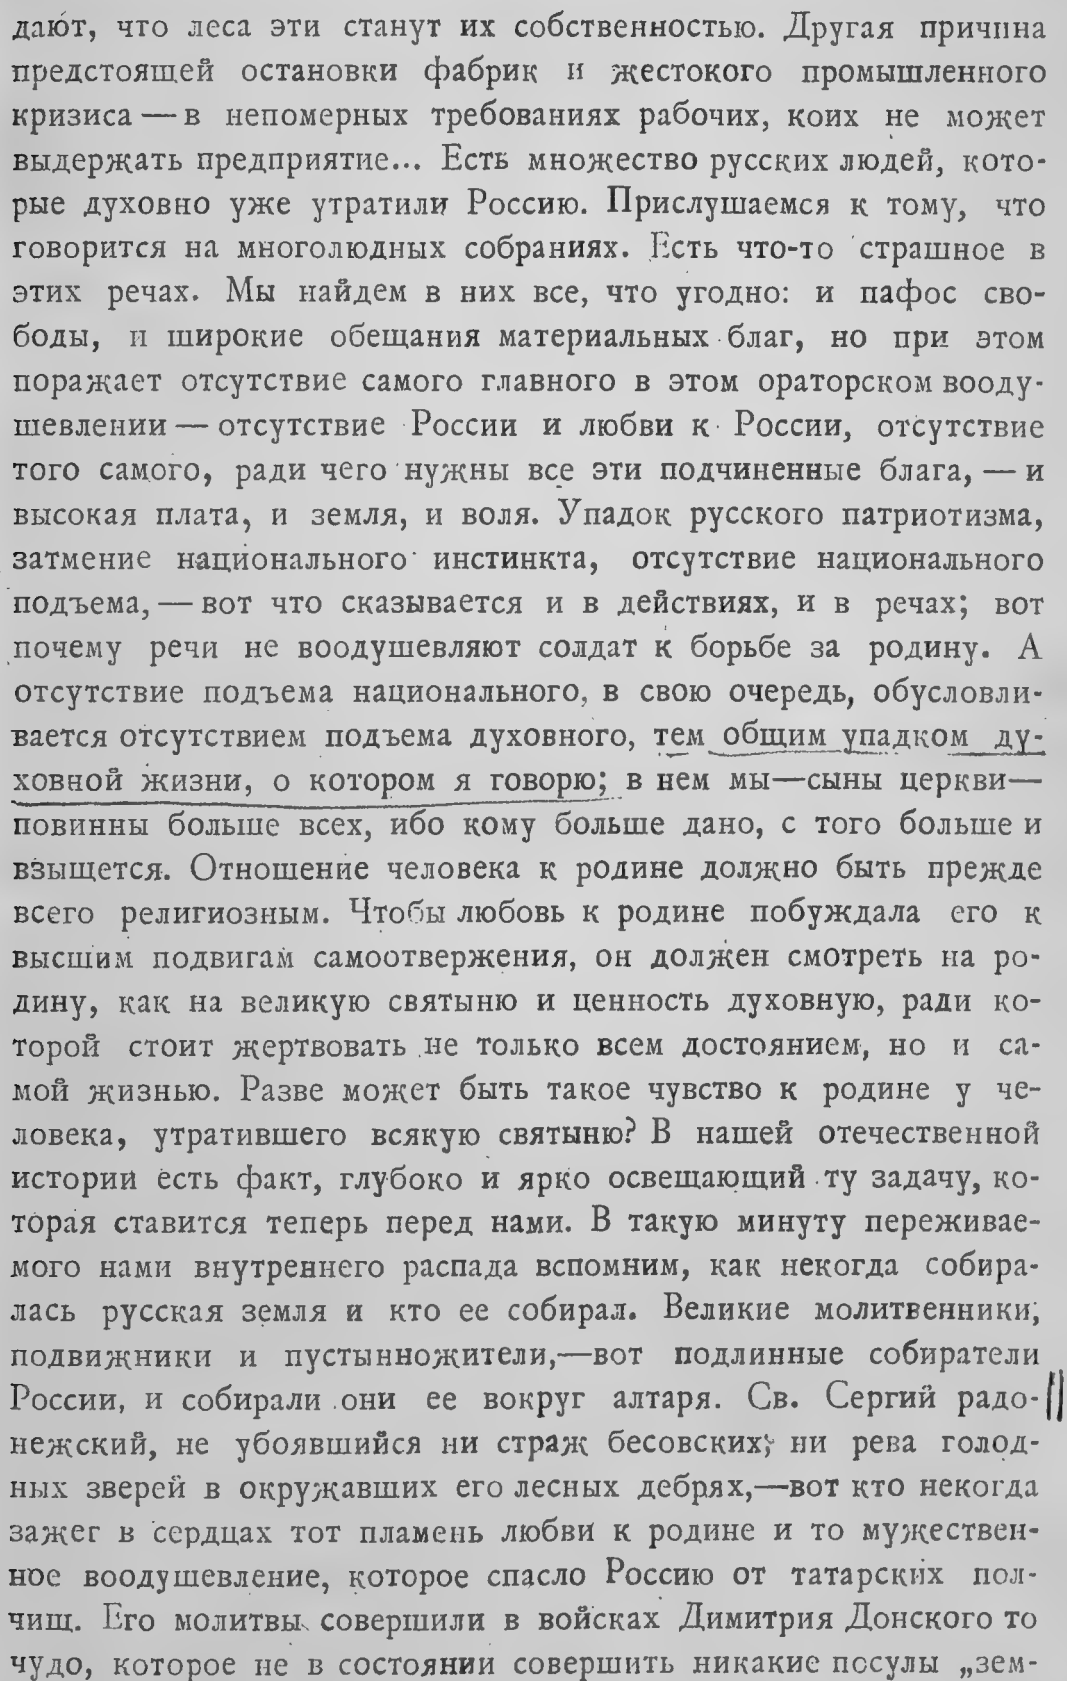 дают, что леса эти станут их собственностью. Другая причина
предстоящей остановки фабрик и жестокого промышленного
кризиса — в непомерных требованиях рабочих, коих не может
выдержать предприятие... Есть множество русских людей, кото-
рые духовно уже утратили Россию. Прислушаемся к тому, что
говорится на многолюдных собраниях. Есть что-то страшное в
этих речах. Мы найдем в них все, что угодно: и пафос сво-
боды, и широкие обещания материальных благ, но при этом
поражает отсутствие самого главного в этом ораторском вооду-
шевлении — отсутствие России и любви к России, отсутствие
того самого, ради чего нужны все эти подчиненные блага, — и
высокая плата, и земля, и воля. Упадок русского патриотизма,
затмение национального инстинкта, отсутствие национального
подъема, — вот что сказывается и в действиях, и в речах; вот
почему речи не воодушевляют солдат к борьбе за родину. А
отсутствие подъема национального, в свою очередь, обусловли-
вается отсутствием подъема духовного, тем общим упадком ду-
ховной жизни, о котором я говорю; в нем мы—сыны церкви—
повинны больше всех, ибо кому больше дано, с того больше и
взыщется. Отношение человека к родине должно быть прежде
всего религиозным. Чтобы любовь к родине побуждала его к
высшим подвигам самоотвержения, он должен смотреть на ро-
дину, как на великую святыню и ценность духовную, ради ко-
торой стоит жертвовать не только всем достоянием, но и са-
мой жизнью. Разве может быть такое чувство к родине у че-
ловека, утратившего всякую святыню? В нашей отечественной
истории есть факт, глубоко и ярко освещающий ту задачу, ко-
торая ставится теперь перед нами. В такую минуту переживае-
мого нами внутреннего распада вспомним, как некогда собира-
лась русская земля и кто ее собирал. Великие молитвенники,
подвижники и пустынножители,—вот подлинные собиратели
России, и собирали они ее вокруг алтаря. Св. Сергий радо-
нежский, не убоявшийся ни страж бесовских, ни рева голод-
ных зверей в окружавших его лесных дебрях,—вот кто некогда
зажег в сердцах тот пламень любви к родине и то мужествен-
ное воодушевление, которое спасло Россию от татарских пол-
чищ. Его молитвы совершили в войсках Димитрия Донского то
чудо, которое не в состоянии совершить никакие посулы „зем-